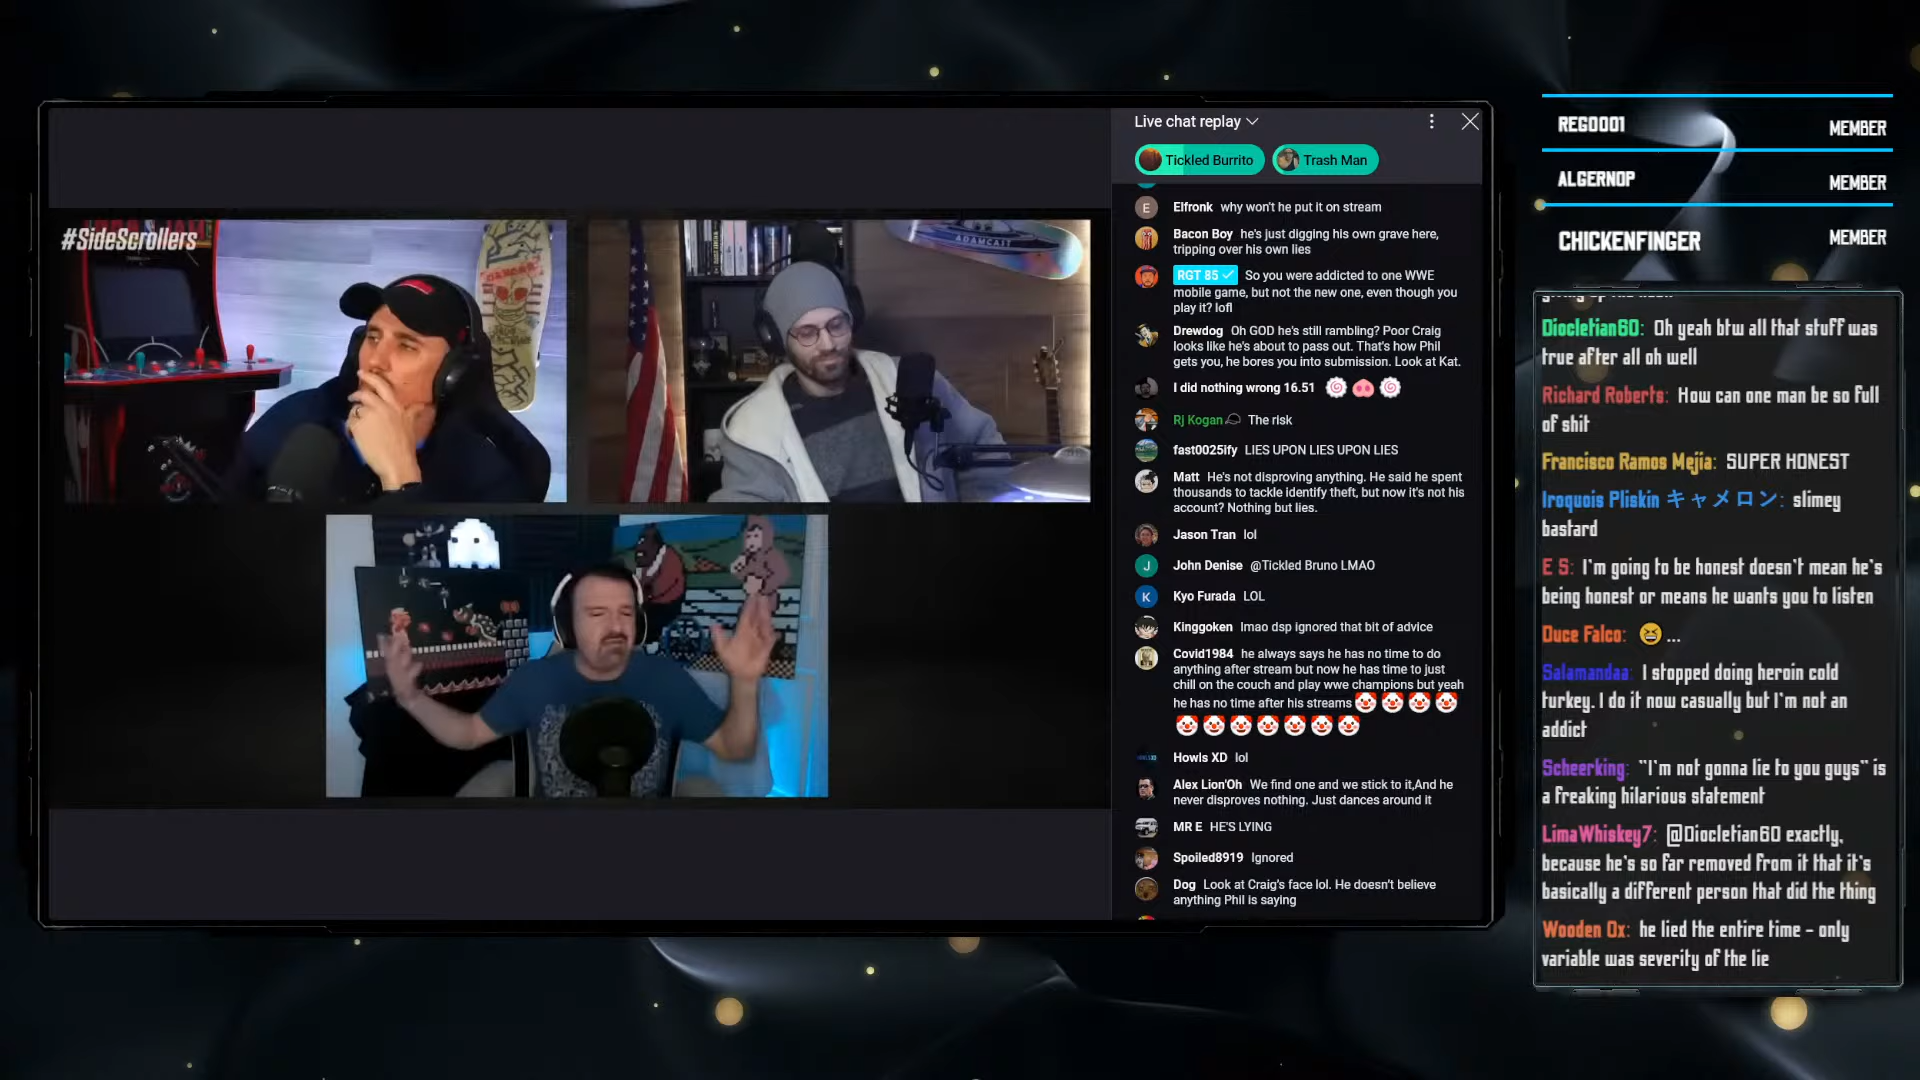 #SideScrollers
ADAMCAIT
Live chat replay
Tickled Burrito
Trash Man
E
Elfronk why won't he put it on stream
Bacon Boy he's just digging his own grave here,
tripping over his own lies
RGT 85 So you were addicted to one WWE
mobile game, but not the new one, even though you
play it? lofl
Drewdog Oh GOD he's still rambling? Poor Craig
looks like he's about to pass out. That's how Phil
gets you, he bores you into submission. Look at Kat.
I did nothing wrong 16.51
Rj Kogan The risk
fast0025ify LIES UPON LIES UPON LIES
Matt He's not disproving anything. He said he spent
thousands to tackle identify theft, but now it's not his
account? Nothing but lies.
Jason Tran lol
J
John Denise @Tickled Bruno LMAO
K
Kyo Furada LOL
Kinggoken lmao dsp ignored that bit of advice
Covid1984 he always says he has no time to do
anything after stream but now he has time to just
chill on the couch and play wwe champions but yeah
he has no time after his streams 🤡🤡🤡🤡
🤡🤡🤡🤡🤡🤡🤡
Howls XD lol
Alex Lion'Oh We find one and we stick to it,And he
never disproves nothing. Just dances around it
MR E HE'S LYING
Spoiled8919 Ignored
Dog Look at Craig's face lol. He doesn't believe
anything Phil is saying
REG0001 MEMBER
ALGERNOP MEMBER
CHICKENFINGER MEMBER
Diocletian60: Oh yeah btw all that stuff was
true after all oh well
Richard Roberts: How can one man be so full
of shit
Francisco Ramos Mejía: SUPER HONEST
Iroquois Pliskin キャメロン: slimey
bastard
E S: I'm going to be honest doesn't mean he's
being honest or means he wants you to listen
Duce Falco: 😆...
Salamandaa: I stopped doing heroin cold
turkey. I do it now casually but I'm not an
addict
Scheerking: "I'm not gonna lie to you guys" is
a freaking hilarious statement
LimaWhiskey7: @Diocletian60 exactly,
because he's so far removed from it that it's
basically a different person that did the thing
Wooden Ox: he lied the entire time - only
variable was severity of the lie